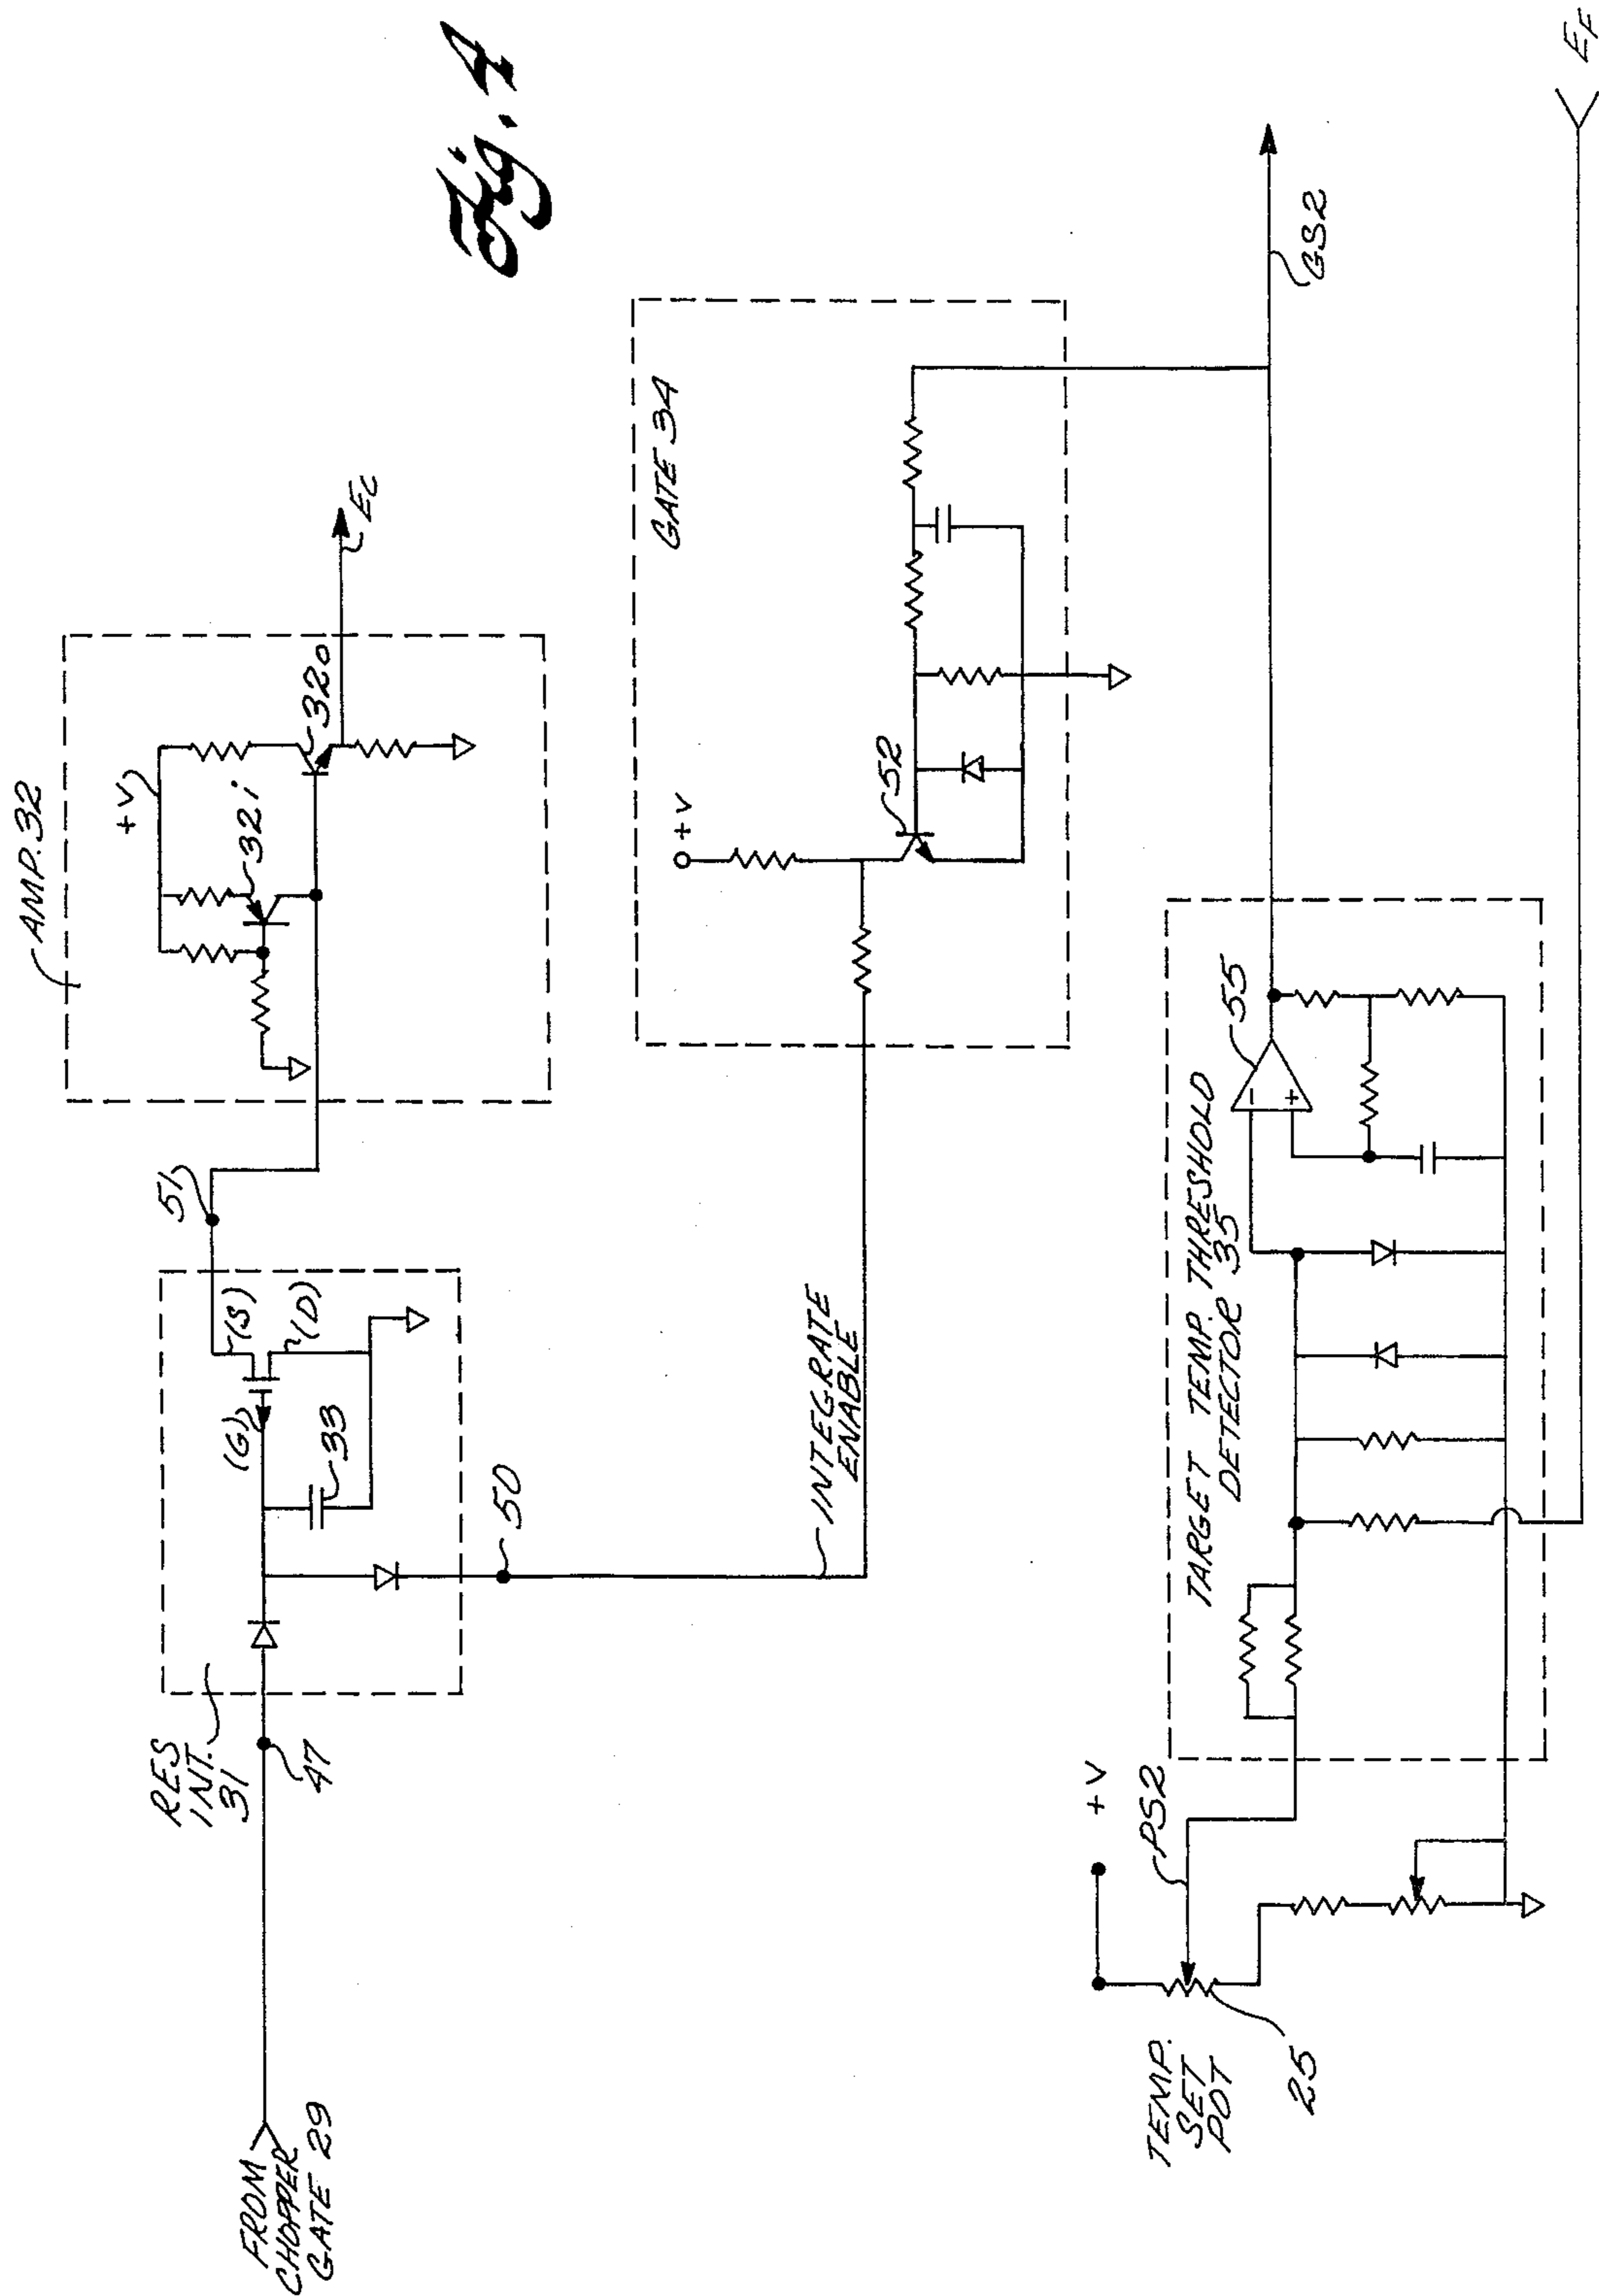 Fig. 4
AMP. 32
+V
32i
32o
EC
51
RES
INT.
31
(S)
(D)
(G)
33
47
50
FROM
CHOPPER
GATE 29
GATE 34
+V
52
INTEGRATE
ENABLE
GS2
TARGET TEMP. THRESHOLD
DETECTOR 35
55
+V
PS2
TEMP.
SET
POT
25
- 
+
EF